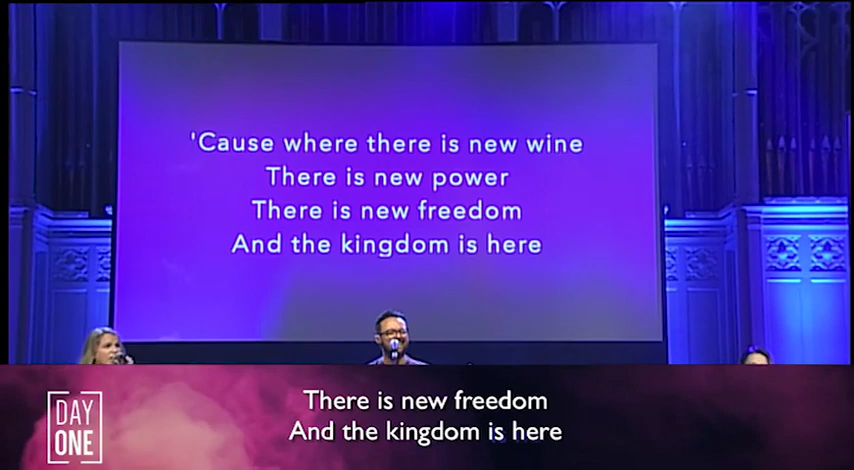 'Cause where there is new wine
There is new power
There is new freedom
And the kingdom is here
DAY
ONE
There is new freedom
And the kingdom is here